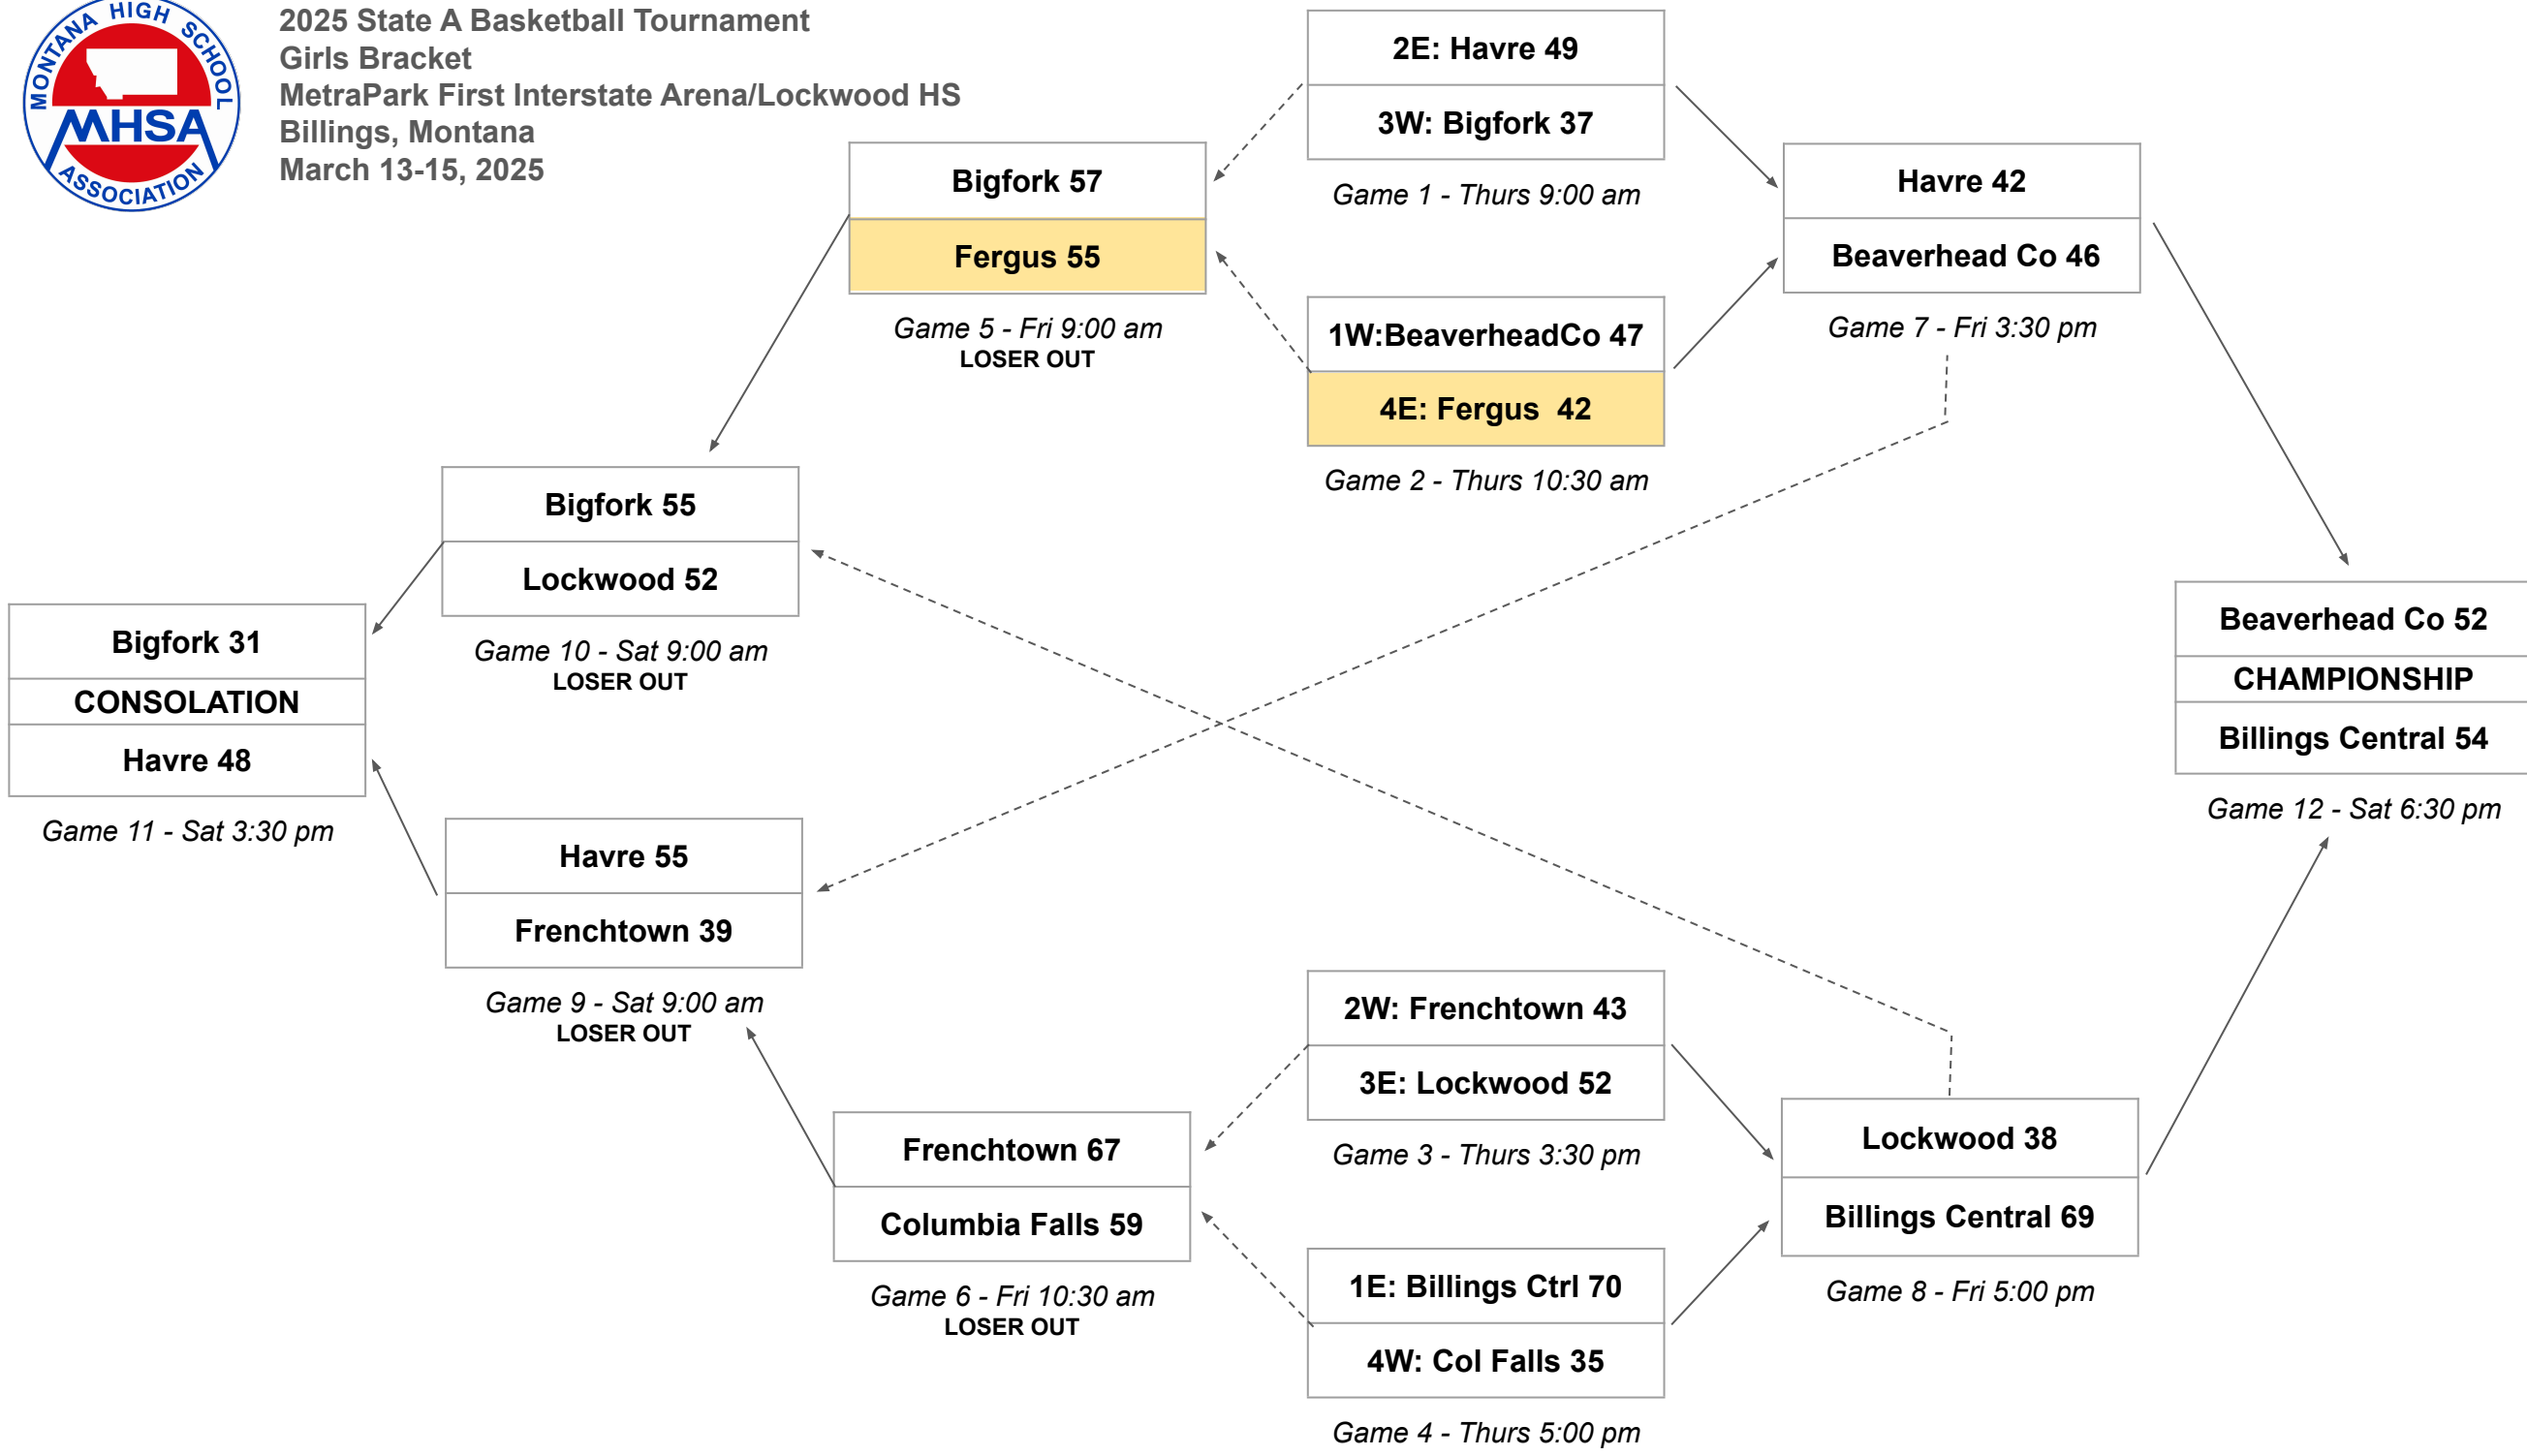 MONTANA HIGH SCHOOL
MHSA
ASSOCIATION
2025 State A Basketball Tournament
Girls Bracket
MetraPark First Interstate Arena/Lockwood HS
Billings, Montana
March 13-15, 2025
2E: Havre 49
3W: Bigfork 37
Game 1 - Thurs 9:00 am
Bigfork 57
Fergus 55
Game 5 - Fri 9:00 am
LOSER OUT
Havre 42
Beaverhead Co 46
Game 7 - Fri 3:30 pm
1W:BeaverheadCo 47
4E: Fergus  42
Game 2 - Thurs 10:30 am
Bigfork 55
Lockwood 52
Game 10 - Sat 9:00 am
LOSER OUT
Bigfork 31
CONSOLATION
Havre 48
Game 11 - Sat 3:30 pm
Beaverhead Co 52
CHAMPIONSHIP
Billings Central 54
Game 12 - Sat 6:30 pm
Havre 55
Frenchtown 39
Game 9 - Sat 9:00 am
LOSER OUT
2W: Frenchtown 43
3E: Lockwood 52
Game 3 - Thurs 3:30 pm
Frenchtown 67
Columbia Falls 59
Game 6 - Fri 10:30 am
LOSER OUT
Lockwood 38
Billings Central 69
Game 8 - Fri 5:00 pm
1E: Billings Ctrl 70
4W: Col Falls 35
Game 4 - Thurs 5:00 pm